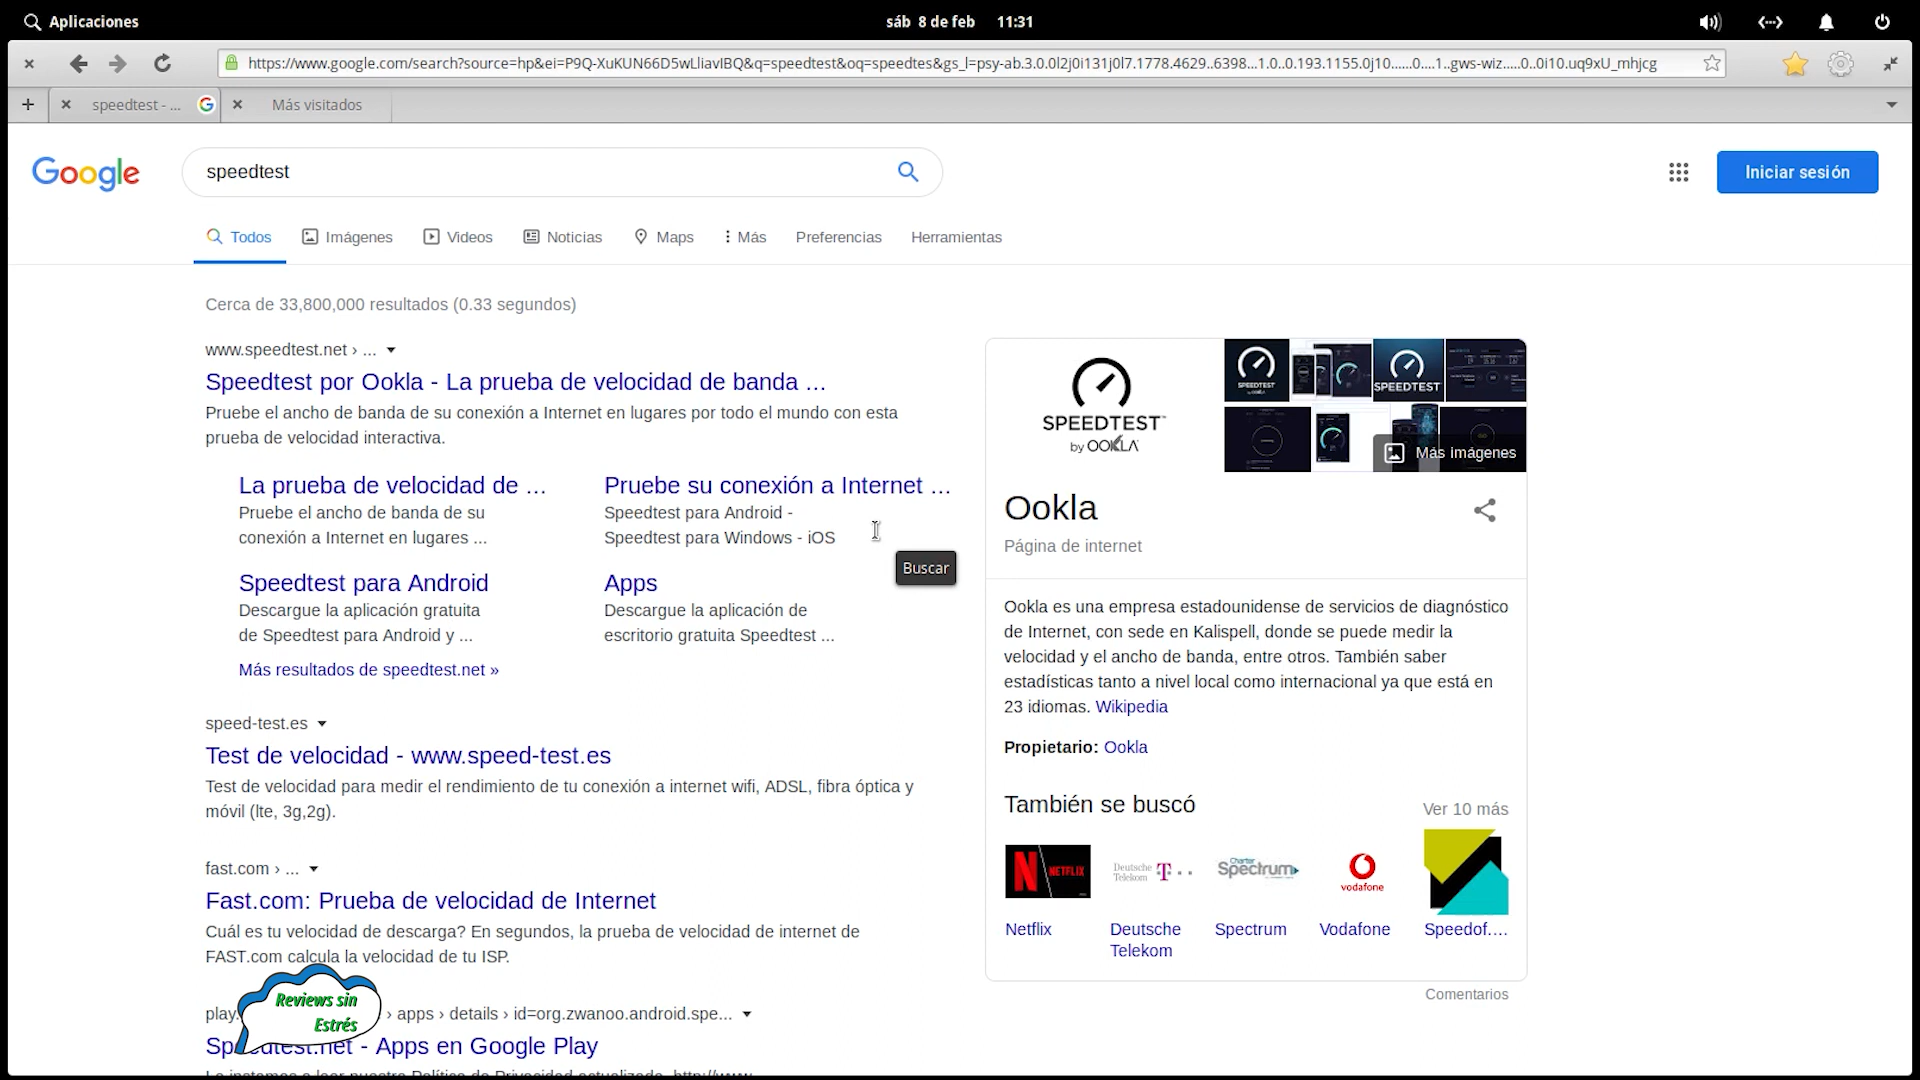 Aplicaciones
sáb 8 de feb 11:31
https://www.google.com/search?source=hp&ei=P9Q-XuKUN66D5wLliavIBQ&q=speedtest&oq=speedtes&gs_l=psy-ab.3.0.0l2j0i131j0l7.1778.4629..6398...1.0..0.193.1155.0j10......0....1..gws-wiz.....0..0i10.uq9xU_mhjcg
speedtest - ...
Más visitados
Google
speedtest
Iniciar sesión
Todos
Imágenes
Videos
Noticias
Maps
Más
Preferencias
Herramientas
Cerca de 33,800,000 resultados (0.33 segundos)
www.speedtest.net › ...
Speedtest por Ookla - La prueba de velocidad de banda ...
Pruebe el ancho de banda de su conexión a Internet en lugares por todo el mundo con esta
prueba de velocidad interactiva.
La prueba de velocidad de ...
Pruebe el ancho de banda de su
conexión a Internet en lugares ...
Pruebe su conexión a Internet ...
Speedtest para Android -
Speedtest para Windows - iOS
Buscar
Speedtest para Android
Descargue la aplicación gratuita
de Speedtest para Android y ...
Apps
Descargue la aplicación de
escritorio gratuita Speedtest ...
Más resultados de speedtest.net »
speed-test.es
Test de velocidad - www.speed-test.es
Test de velocidad para medir el rendimiento de tu conexión a internet wifi, ADSL, fibra óptica y
móvil (lte, 3g,2g).
fast.com › ...
Fast.com: Prueba de velocidad de Internet
Cuál es tu velocidad de descarga? En segundos, la prueba de velocidad de internet de
FAST.com calcula la velocidad de tu ISP.
Reviews sin
Estrés
play. › apps › details › id=org.zwanoo.android.spe...
Speedtest.net - Apps en Google Play
SPEEDTEST™
by OOKLA
SPEEDTEST
SPEEDTEST
Más imágenes
Ookla
Página de internet
Ookla es una empresa estadounidense de servicios de diagnóstico
de Internet, con sede en Kalispell, donde se puede medir la
velocidad y el ancho de banda, entre otros. También saber
estadísticas tanto a nivel local como internacional ya que está en
23 idiomas. Wikipedia
Propietario: Ookla
También se buscó
Ver 10 más
N NETFLIX
Deutsche
Telekom T
Charter
Spectrum
vodafone
Netflix
Deutsche
Telekom
Spectrum
Vodafone
Speedof....
Comentarios